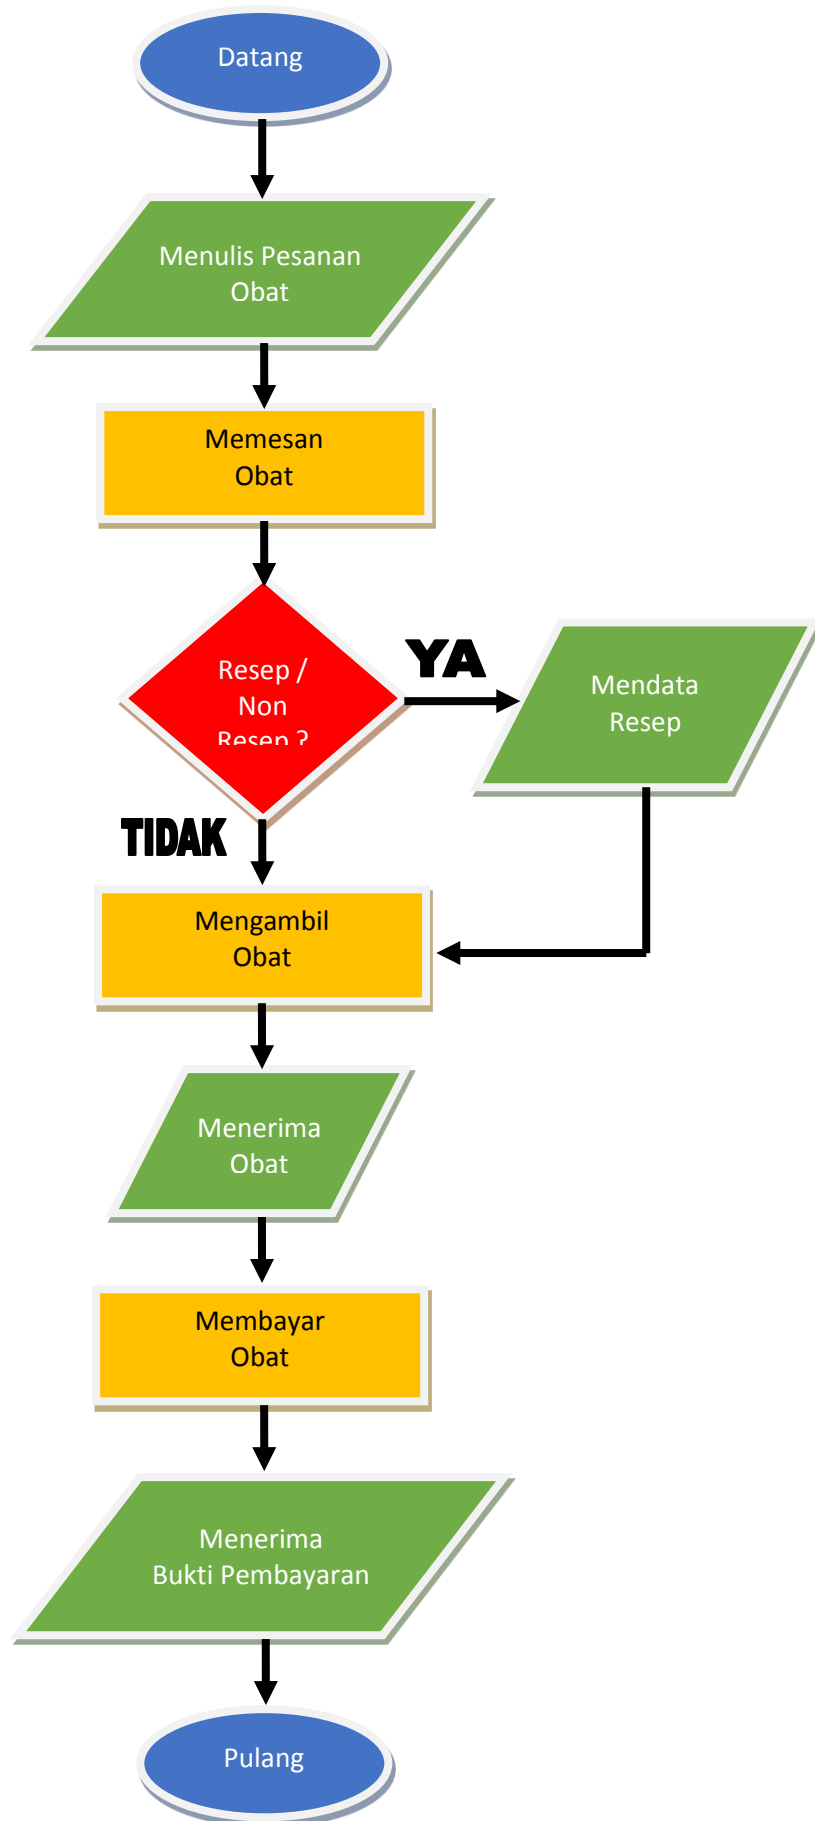 Datang
Menulis Pesanan
Obat
Memesan
Obat
Resep /
Non
Resep ?
YA
Mendata
Resep
TIDAK
Mengambil
Obat
Menerima
Obat
Membayar
Obat
Menerima
Bukti Pembayaran
Pulang